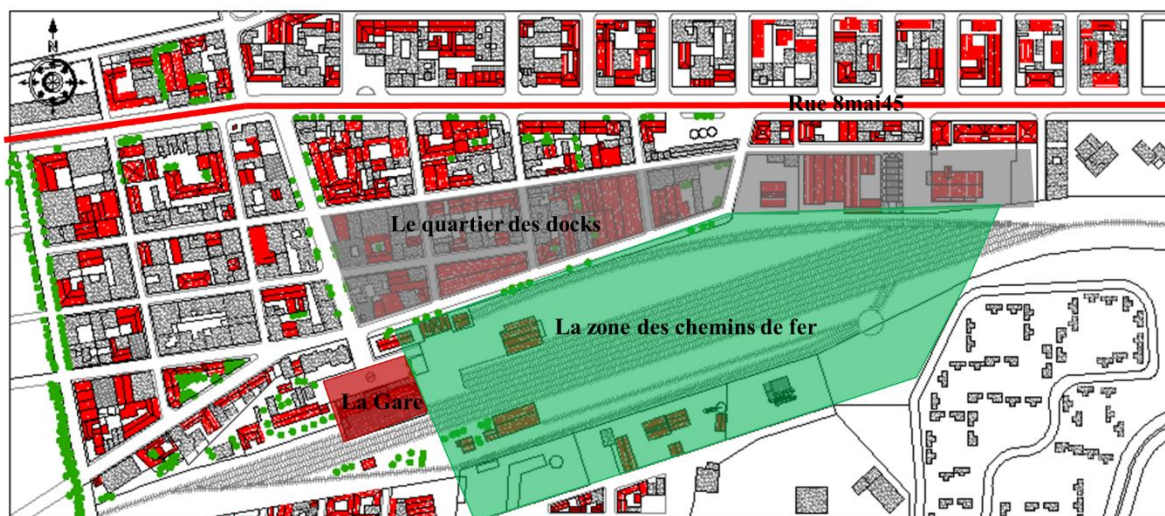 N
Rue 8mai45
Le quartier des docks
La zone des chemins de fer
La Gare